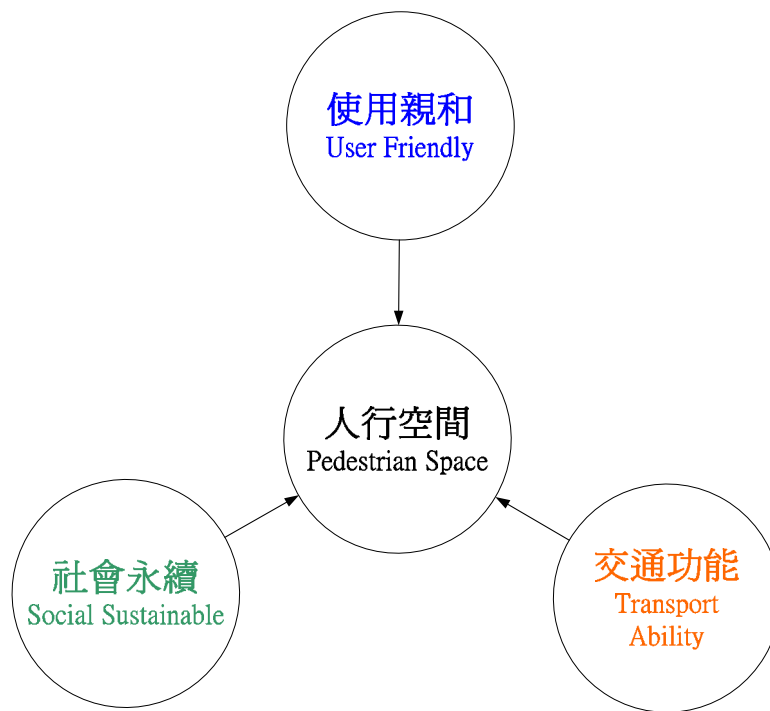 使用親和
User Friendly
人行空間
Pedestrian Space
社會永續
Social Sustainable
交通功能
Transport
Ability